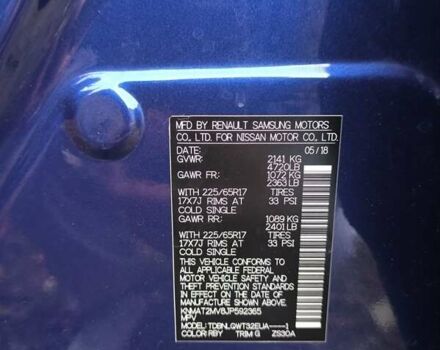 MFD BY RENAULT SAMSUNG MOTORS
CO., LTD. FOR NISSAN MOTOR CO., LTD.
DATE: 05/18
GVWR: 2141 KG
4720LB
GAWR FR: 1072 KG
2363 LB
WITH 225/65R17 TIRES
17X7J RIMS AT 33 PSI
COLD SINGLE
GAWR RR: 1089 KG
2401 LB
WITH 225/65R17 TIRES
17X7J RIMS AT 33 PSI
COLD SINGLE
THIS VEHICLE CONFORMS TO ALL
APPLICABLE FEDERAL MOTOR
VEHICLE SAFETY AND THEFT
PREVENTION STANDARDS IN
EFFECT ON THE DATE OF
MANUFACTURE SHOWN ABOVE.
KNMAT2MV8JP592365
MPV
MODEL: TDBNLQWT32EUA-----1
COLOR: RBY TRIM: G ZS30A